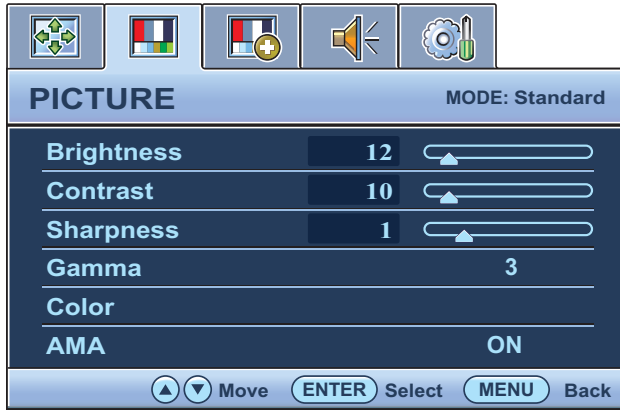 PICTURE MODE: Standard
Brightness 12
Contrast 10
Sharpness 1
Gamma 3
Color
AMA ON
Move ENTER Select MENU Back